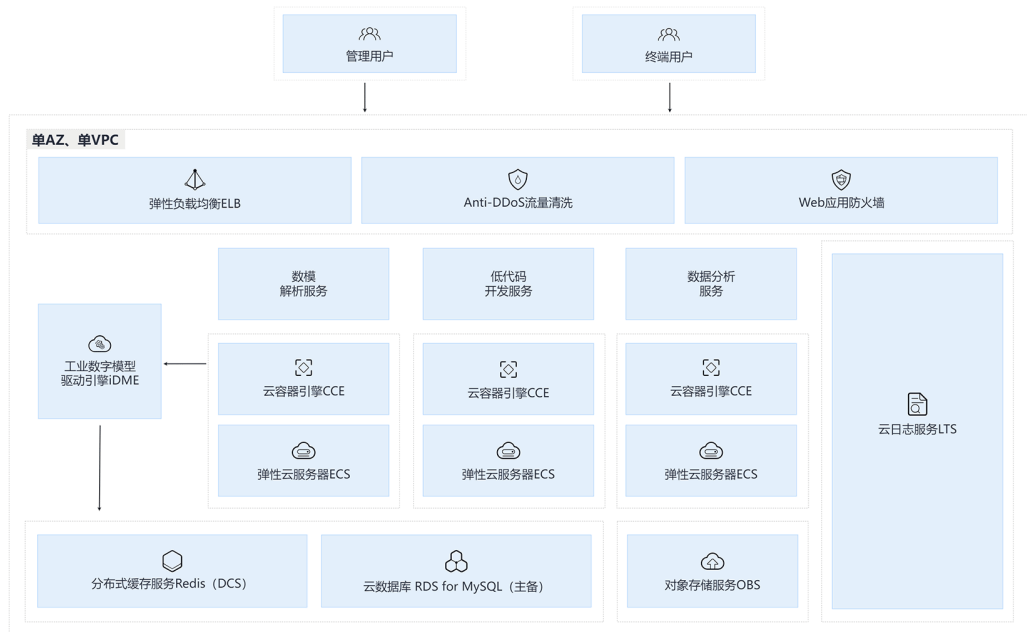 管理用户
终端用户
单AZ、单VPC
弹性负载均衡ELB
Anti-DDoS流量清洗
Web应用防火墙
数模
解析服务
低代码
开发服务
数据分析
服务
工业数字模型
驱动引擎iDME
云容器引擎CCE
云容器引擎CCE
云容器引擎CCE
弹性云服务器ECS
弹性云服务器ECS
弹性云服务器ECS
云日志服务LTS
分布式缓存服务Redis（DCS）
云数据库 RDS for MySQL（主备）
对象存储服务OBS